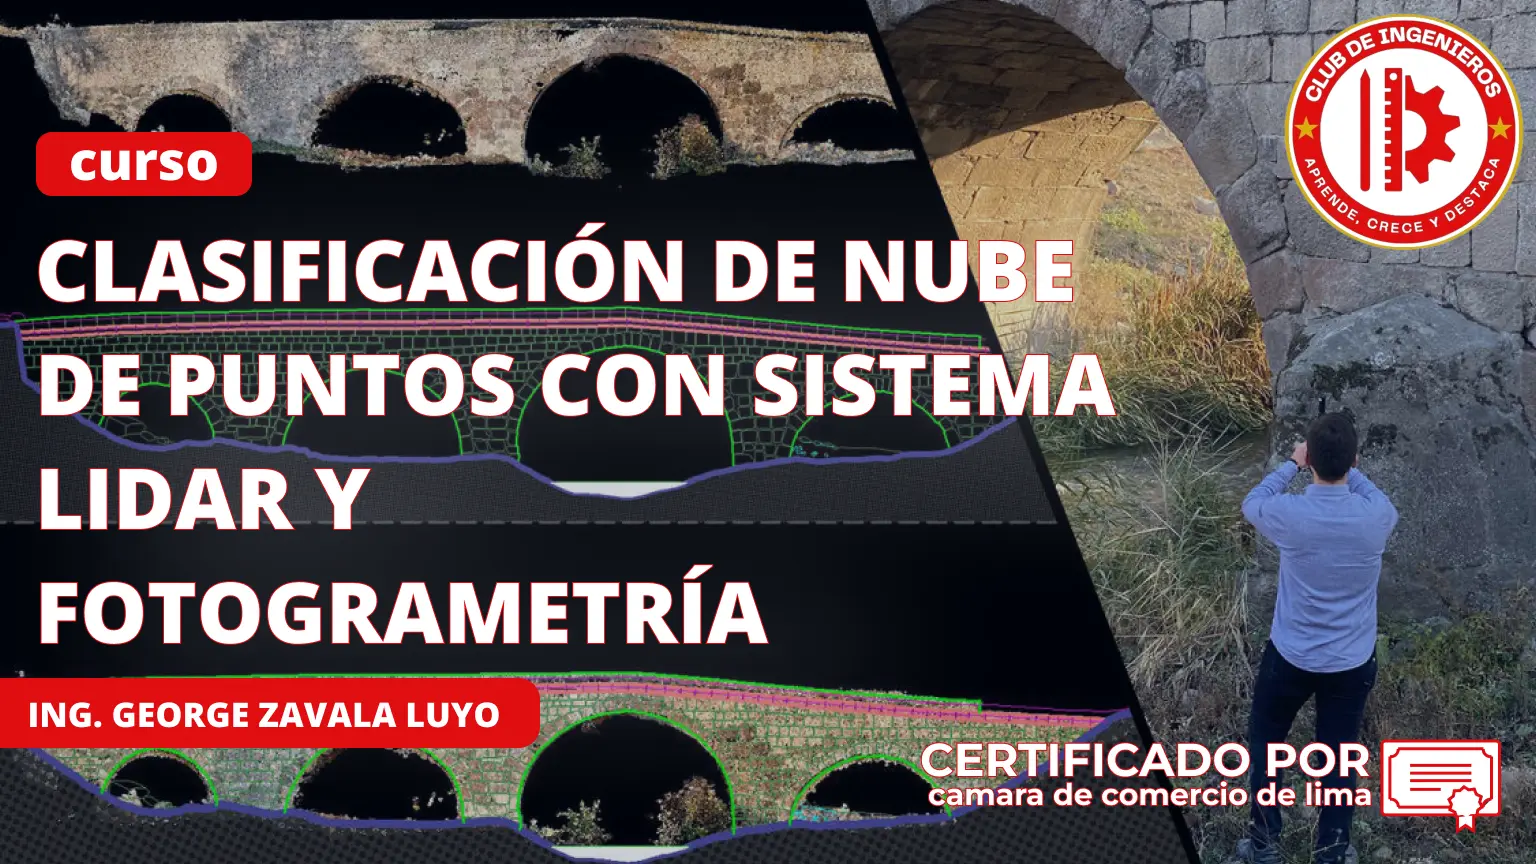 CLUB DE INGENIEROS
APRENDE, CRECE Y DESTACA
curso
CLASIFICACIÓN DE NUBE
DE PUNTOS CON SISTEMA
LIDAR Y
FOTOGRAMETRÍA
ING. GEORGE ZAVALA LUYO
CERTIFICADO POR
camara de comercio de lima